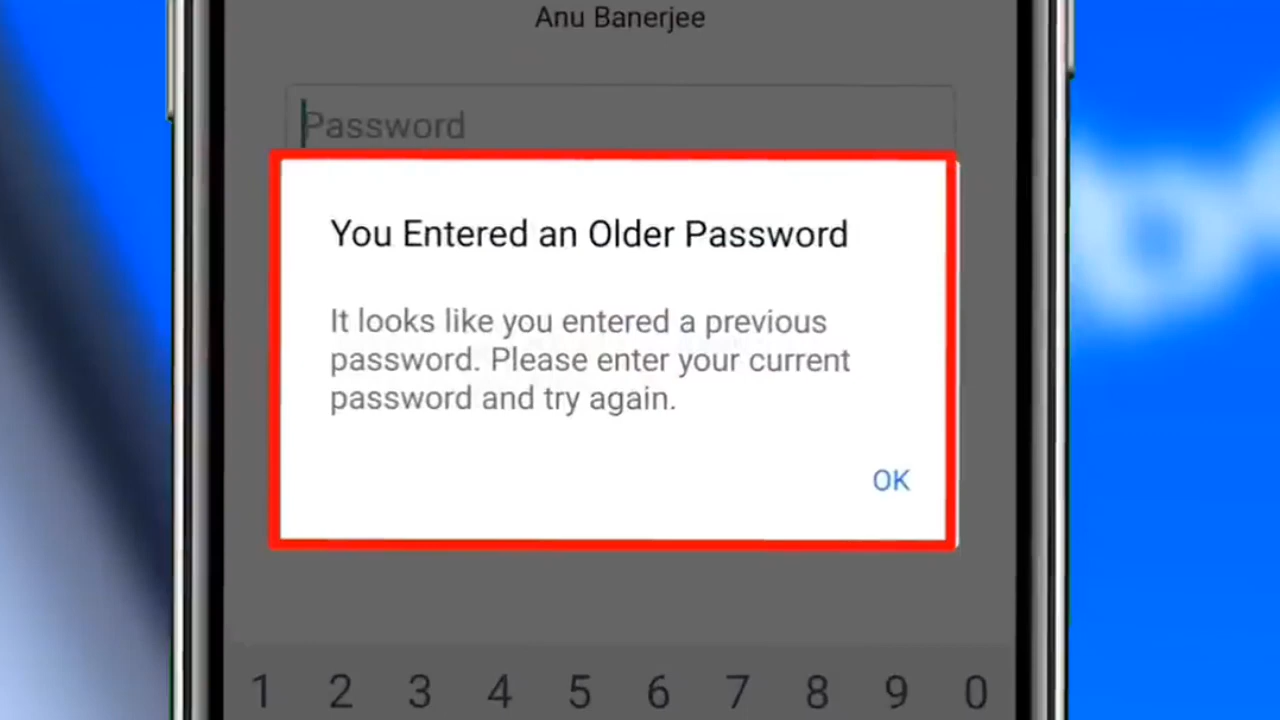 Anu Banerjee
Password
You Entered an Older Password
It looks like you entered a previous
password. Please enter your current
password and try again.
OK
1 2 3 4 5 6 7 8 9 0